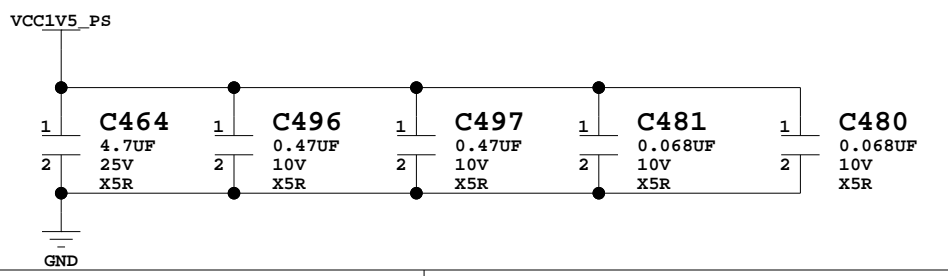 VCC1V5_PS
1 C464 1 C496 1 C497 1 C481 1 C480
4.7UF 0.47UF 0.47UF 0.068UF 0.068UF
2 25V 2 10V 2 10V 2 10V 2 10V
X5R X5R X5R X5R X5R
GND